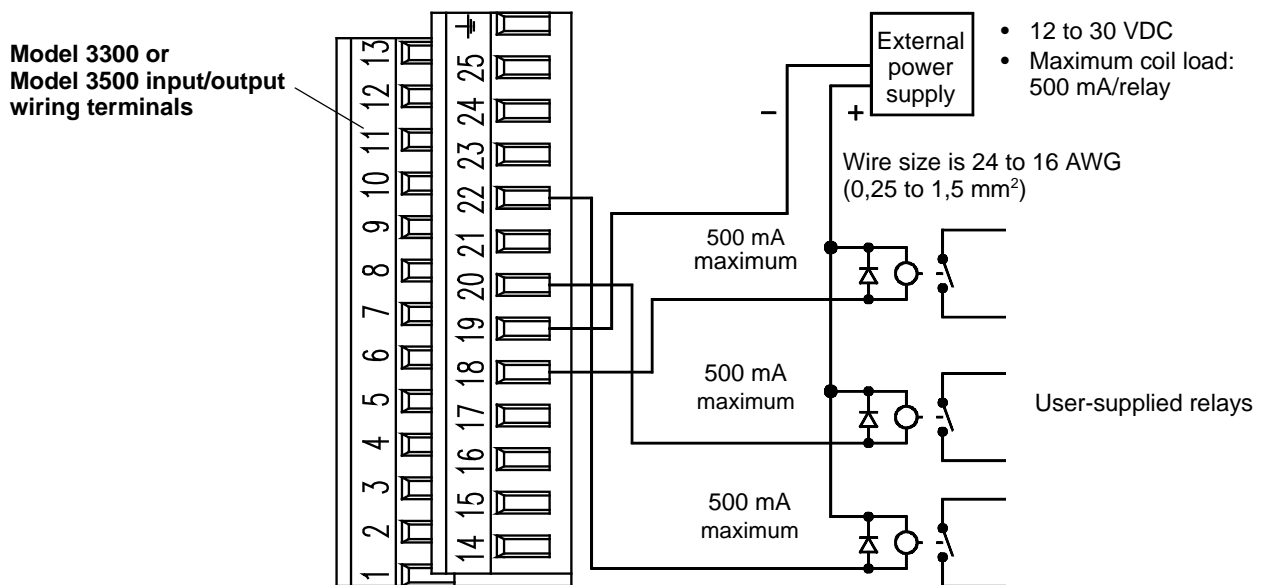 Model 3300 or
Model 3500 input/output
wiring terminals
13
12
11
10
9
8
7
6
5
4
3
2
1
25
24
23
22
21
20
19
18
17
16
15
14
External
power
supply
• 12 to 30 VDC
• Maximum coil load:
500 mA/relay
–
+
Wire size is 24 to 16 AWG
(0,25 to 1,5 mm²)
500 mA
maximum
500 mA
maximum
User-supplied relays
500 mA
maximum